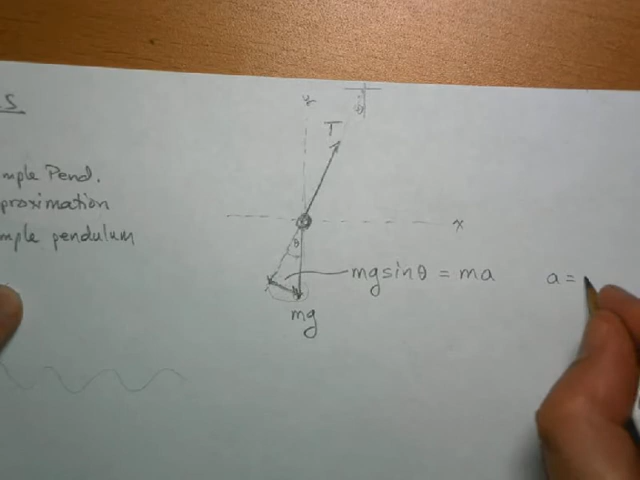 s
mple Pend.
proximation
mple pendulum
y
θ
T
x
θ
mg sin θ = ma
a =
mg